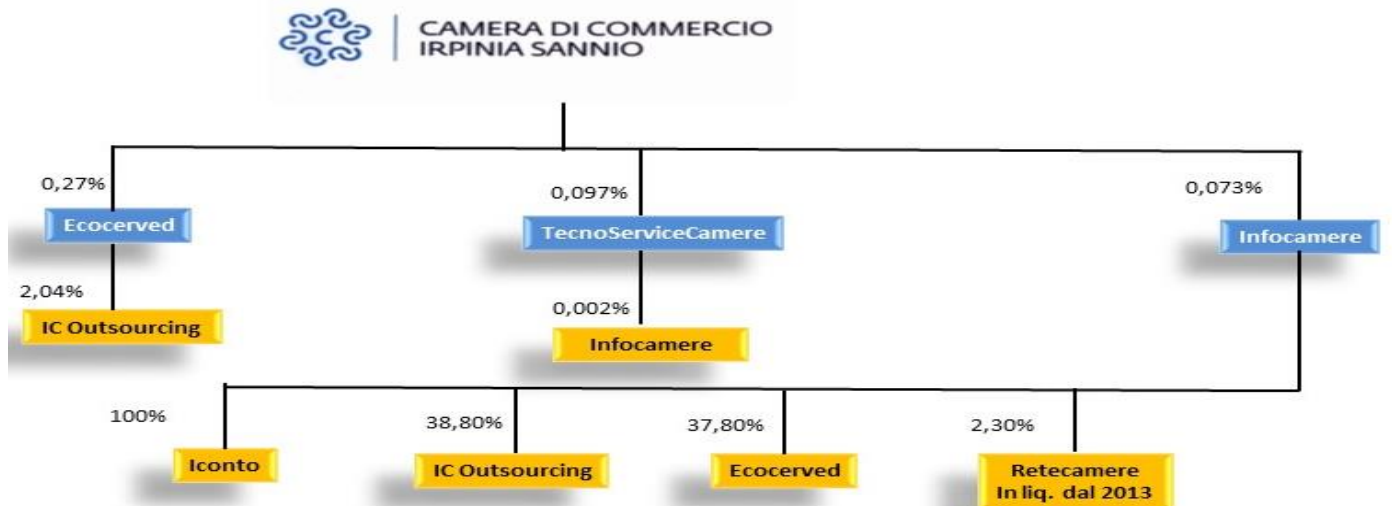 CAMERA DI COMMERCIO
IRPINIA SANNIO
0,27%
0,097%
0,073%
Ecocerved
TecnoServiceCamere
Infocamere
2,04%
0,002%
IC Outsourcing
Infocamere
100%
38,80%
37,80%
2,30%
Iconto
IC Outsourcing
Ecocerved
Retecamere
In liq. dal 2013